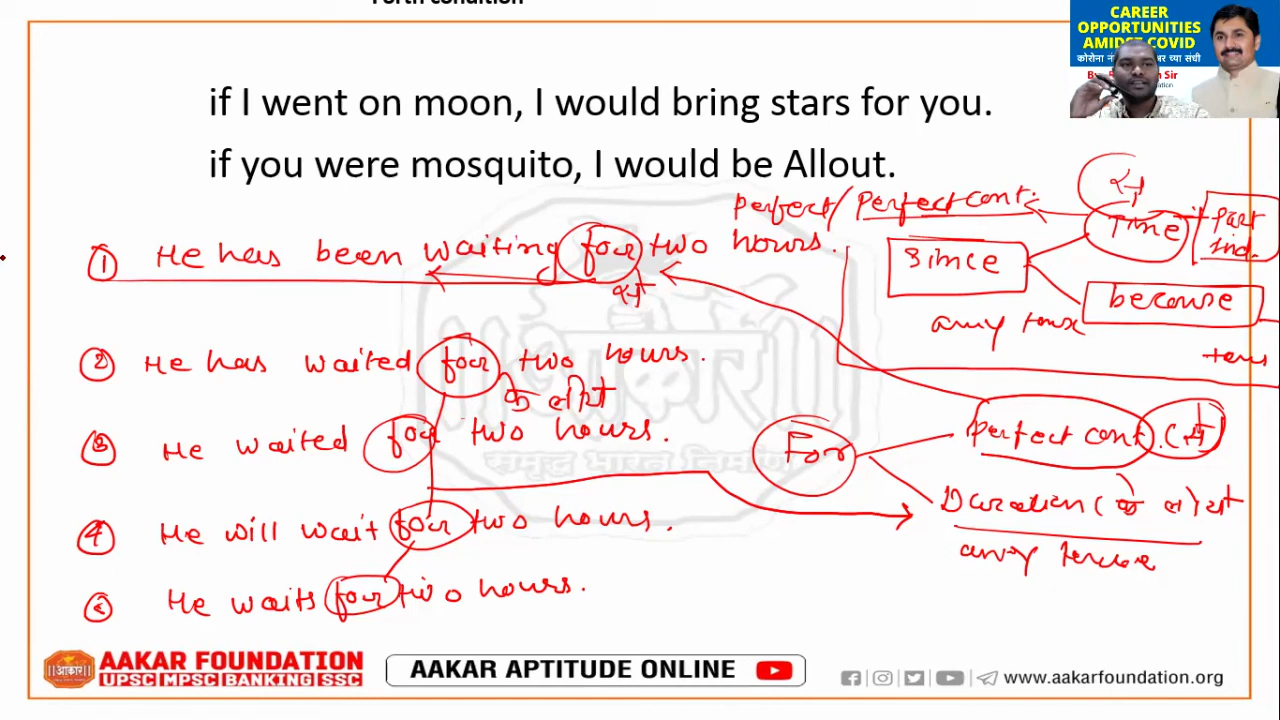 CAREER
OPPORTUNITIES
AMIDST COVID
if I went on moon, I would bring stars for you.
if you were mosquito, I would be Allout.
perfect/ Perfect cont.
Time
① He has been waiting for two hours.
से
Since
because
any tense
② He has waited for two hours.
के लिए
tens
③ He waited for two hours.
For
perfect cont. (से)
④ He will wait for two hours.
Duration
any tense
He waits for two hours.
समृद्ध भारत निर्माण
आकार
AAKAR FOUNDATION
UPSC MPSC BANKING SSC
AAKAR APTITUDE ONLINE
www.aakarfoundation.org